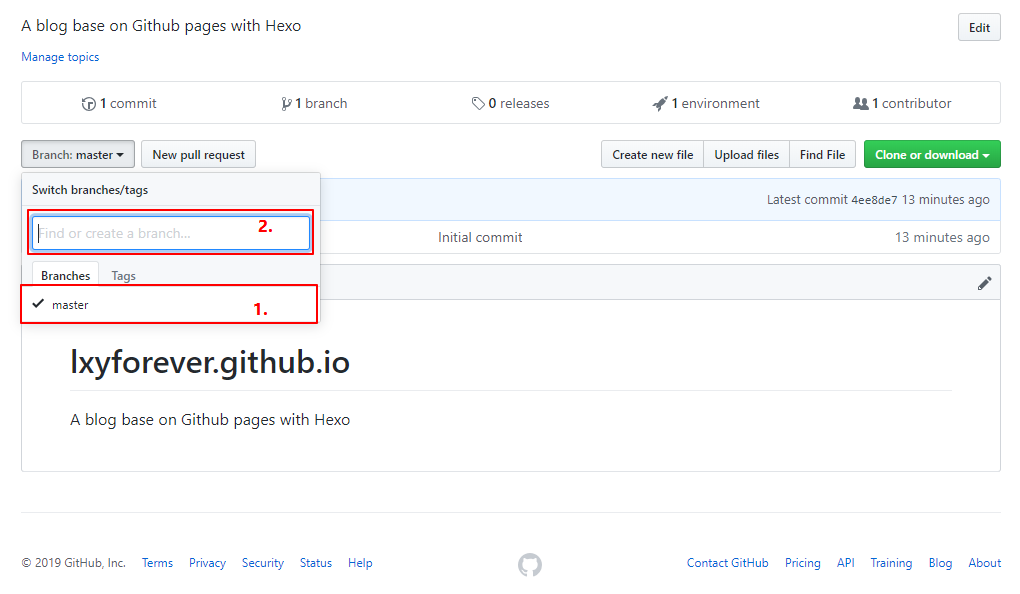 A blog base on Github pages with Hexo
Edit
Manage topics
1 commit
1 branch
0 releases
1 environment
1 contributor
Branch: master
New pull request
Create new file
Upload files
Find File
Clone or download
Switch branches/tags
Latest commit 4ee8de7 13 minutes ago
Find or create a branch...
2.
Initial commit
13 minutes ago
Branches
Tags
master
1.
lxyforever.github.io
A blog base on Github pages with Hexo
© 2019 GitHub, Inc.
Terms
Privacy
Security
Status
Help
Contact GitHub
Pricing
API
Training
Blog
About